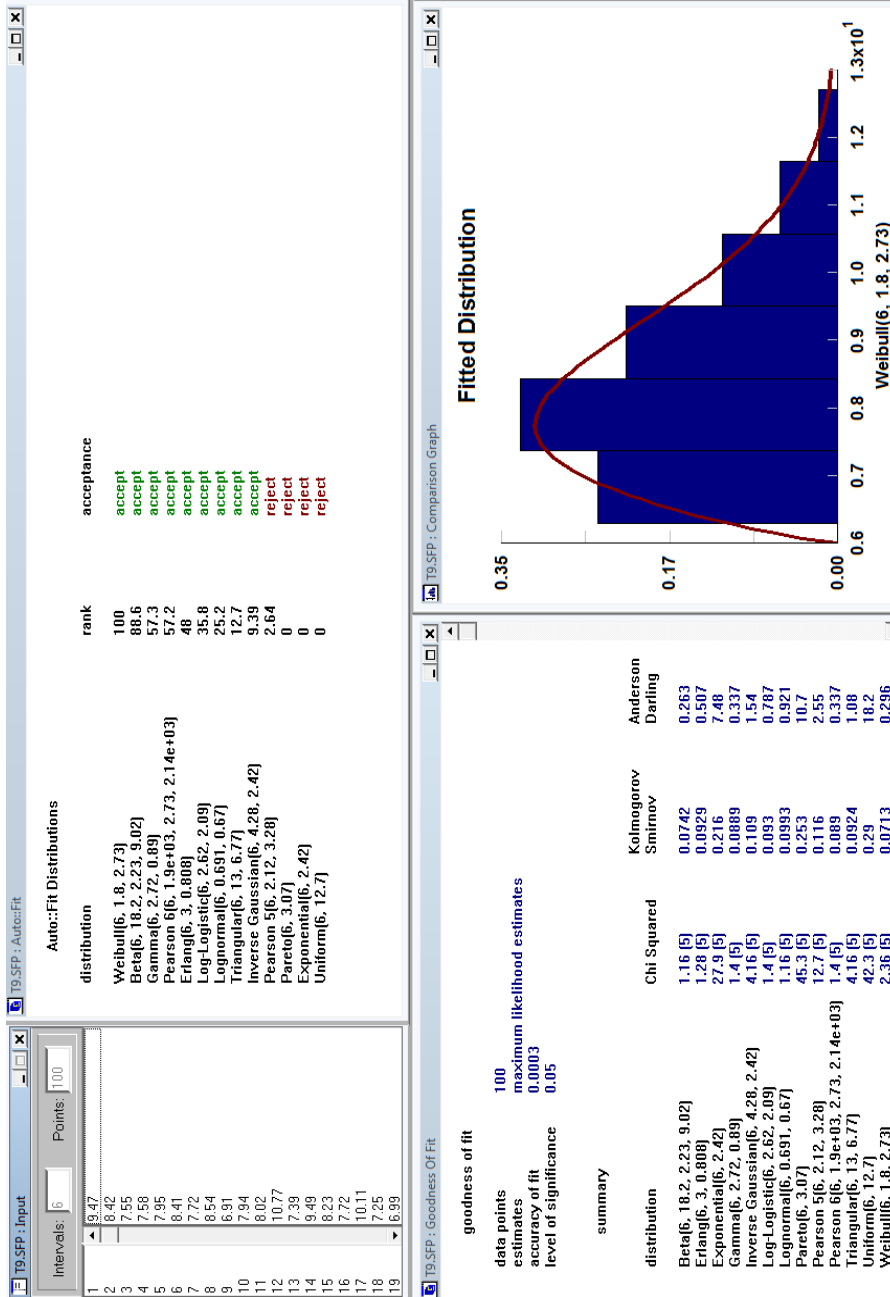 T9.SFP : Input
Intervals: 6 Points: 100
1 9.47
2 8.42
3 7.55
4 7.58
5 7.95
6 8.41
7 7.72
8 8.54
9 6.91
10 7.94
11 8.02
12 10.77
13 7.39
14 9.49
15 8.23
16 7.72
17 10.11
18 7.25
19 6.99
T9.SFP : Auto::Fit
Auto::Fit Distributions
distribution rank acceptance
Weibull(6, 1.8, 2.73) 100 accept
Beta(6, 18.2, 2.23, 9.02) 88.6 accept
Gamma(6, 2.72, 0.89) 57.3 accept
Pearson 6(6, 1.9e+03, 2.73, 2.14e+03) 57.2 accept
Erlang(6, 3, 0.808) 48 accept
Log-Logistic(6, 2.62, 2.09) 35.8 accept
Lognormal(6, 0.691, 0.67) 25.2 accept
Triangular(6, 13, 6.77) 12.7 accept
Inverse Gaussian(6, 4.28, 2.42) 9.39 accept
Pearson 5(6, 2.12, 3.28) 2.64 reject
Pareto(6, 3.07) 0 reject
Exponential(6, 2.42) 0 reject
Uniform(6, 12.7) 0 reject
T9.SFP : Goodness Of Fit
goodness of fit
data points 100
estimates maximum likelihood estimates
accuracy of fit 0.0003
level of significance 0.05
summary
distribution Chi Squared Kolmogorov Smirnov Anderson Darling
Beta(6, 18.2, 2.23, 9.02) 1.16 (5) 0.0742 0.263
Erlang(6, 3, 0.808) 1.28 (5) 0.0929 0.507
Exponential(6, 2.42) 27.9 (5) 0.216 7.48
Gamma(6, 2.72, 0.89) 1.4 (5) 0.0889 0.337
Inverse Gaussian(6, 4.28, 2.42) 4.16 (5) 0.109 1.54
Log-Logistic(6, 2.62, 2.09) 1.4 (5) 0.093 0.787
Lognormal(6, 0.691, 0.67) 1.16 (5) 0.0993 0.921
Pareto(6, 3.07) 45.3 (5) 0.253 10.7
Pearson 5(6, 2.12, 3.28) 12.7 (5) 0.116 2.55
Pearson 6(6, 1.9e+03, 2.73, 2.14e+03) 1.4 (5) 0.089 0.337
Triangular(6, 13, 6.77) 4.16 (5) 0.0924 1.08
Uniform(6, 12.7) 42.3 (5) 0.29 18.2
Weibull(6, 1.8, 2.73) 2.36 (5) 0.0713 0.296
T9.SFP : Comparison Graph
Fitted Distribution
0.35
0.17
0.00
0.6 0.7 0.8 0.9 1.0 1.1 1.2 1.3x10¹
Weibull(6, 1.8, 2.73)